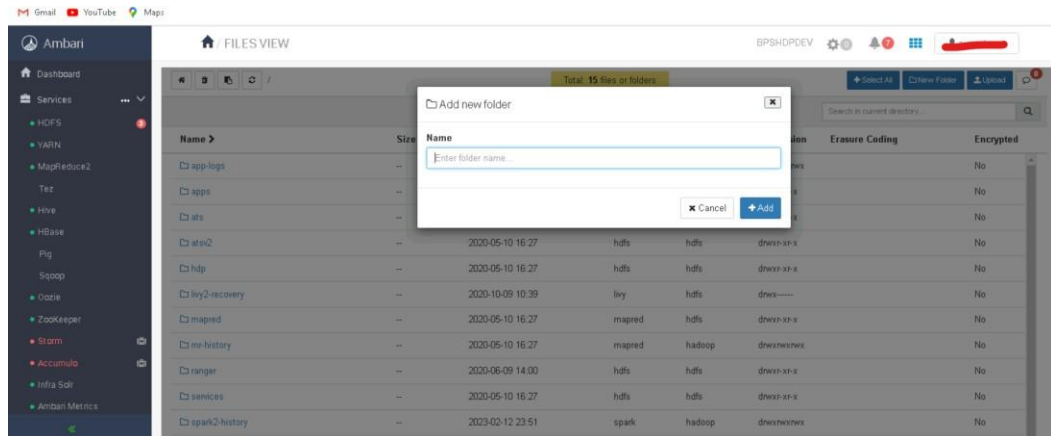 Gmail YouTube Maps
Ambari / FILES VIEW BPSHDPDEV 7
Dashboard
Services
HDFS 3
YARN
MapReduce2
Tez
Hive
HBase
Pig
Sqoop
Oozie
ZooKeeper
Storm
Accumulo
Infra Solr
Ambari Metrics
/ Total: 15 files or folders Select All New Folder Upload 0
Search in current directory...
Add new folder
Name
Enter folder name...
Cancel Add
Name Size Erasure Coding Encrypted
app-logs -- No
apps -- No
ats -- No
atsv2 -- 2020-05-10 16:27 hdfs hdfs drwxr-xr-x No
hdp -- 2020-05-10 16:27 hdfs hdfs drwxr-xr-x No
livy2-recovery -- 2020-10-09 10:39 livy hdfs drwx------ No
mapred -- 2020-05-10 16:27 mapred hdfs drwxr-xr-x No
mr-history -- 2020-05-10 16:27 mapred hadoop drwxrwxrwx No
ranger -- 2020-06-09 14:00 hdfs hdfs drwxr-xr-x No
services -- 2020-05-10 16:27 hdfs hdfs drwxr-xr-x No
spark2-history -- 2023-02-12 23:51 spark hadoop drwxrwxrwx No